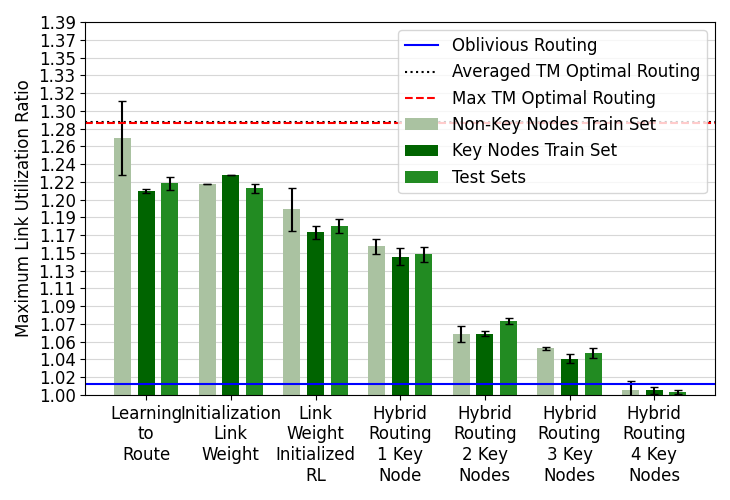 1.39
1.37
1.35
1.33
1.32
1.30
1.28
1.26
1.24
1.22
1.20
1.19
1.17
1.15
1.13
1.11
1.09
1.07
1.06
1.04
1.02
1.00
Maximum Link Utilization Ratio
Oblivious Routing
Averaged TM Optimal Routing
Max TM Optimal Routing
Non-Key Nodes Train Set
Key Nodes Train Set
Test Sets
Learning
to
Route
Initialization
Link
Weight
Link
Weight
Initialized
RL
Hybrid
Routing
1 Key
Node
Hybrid
Routing
2 Key
Nodes
Hybrid
Routing
3 Key
Nodes
Hybrid
Routing
4 Key
Nodes